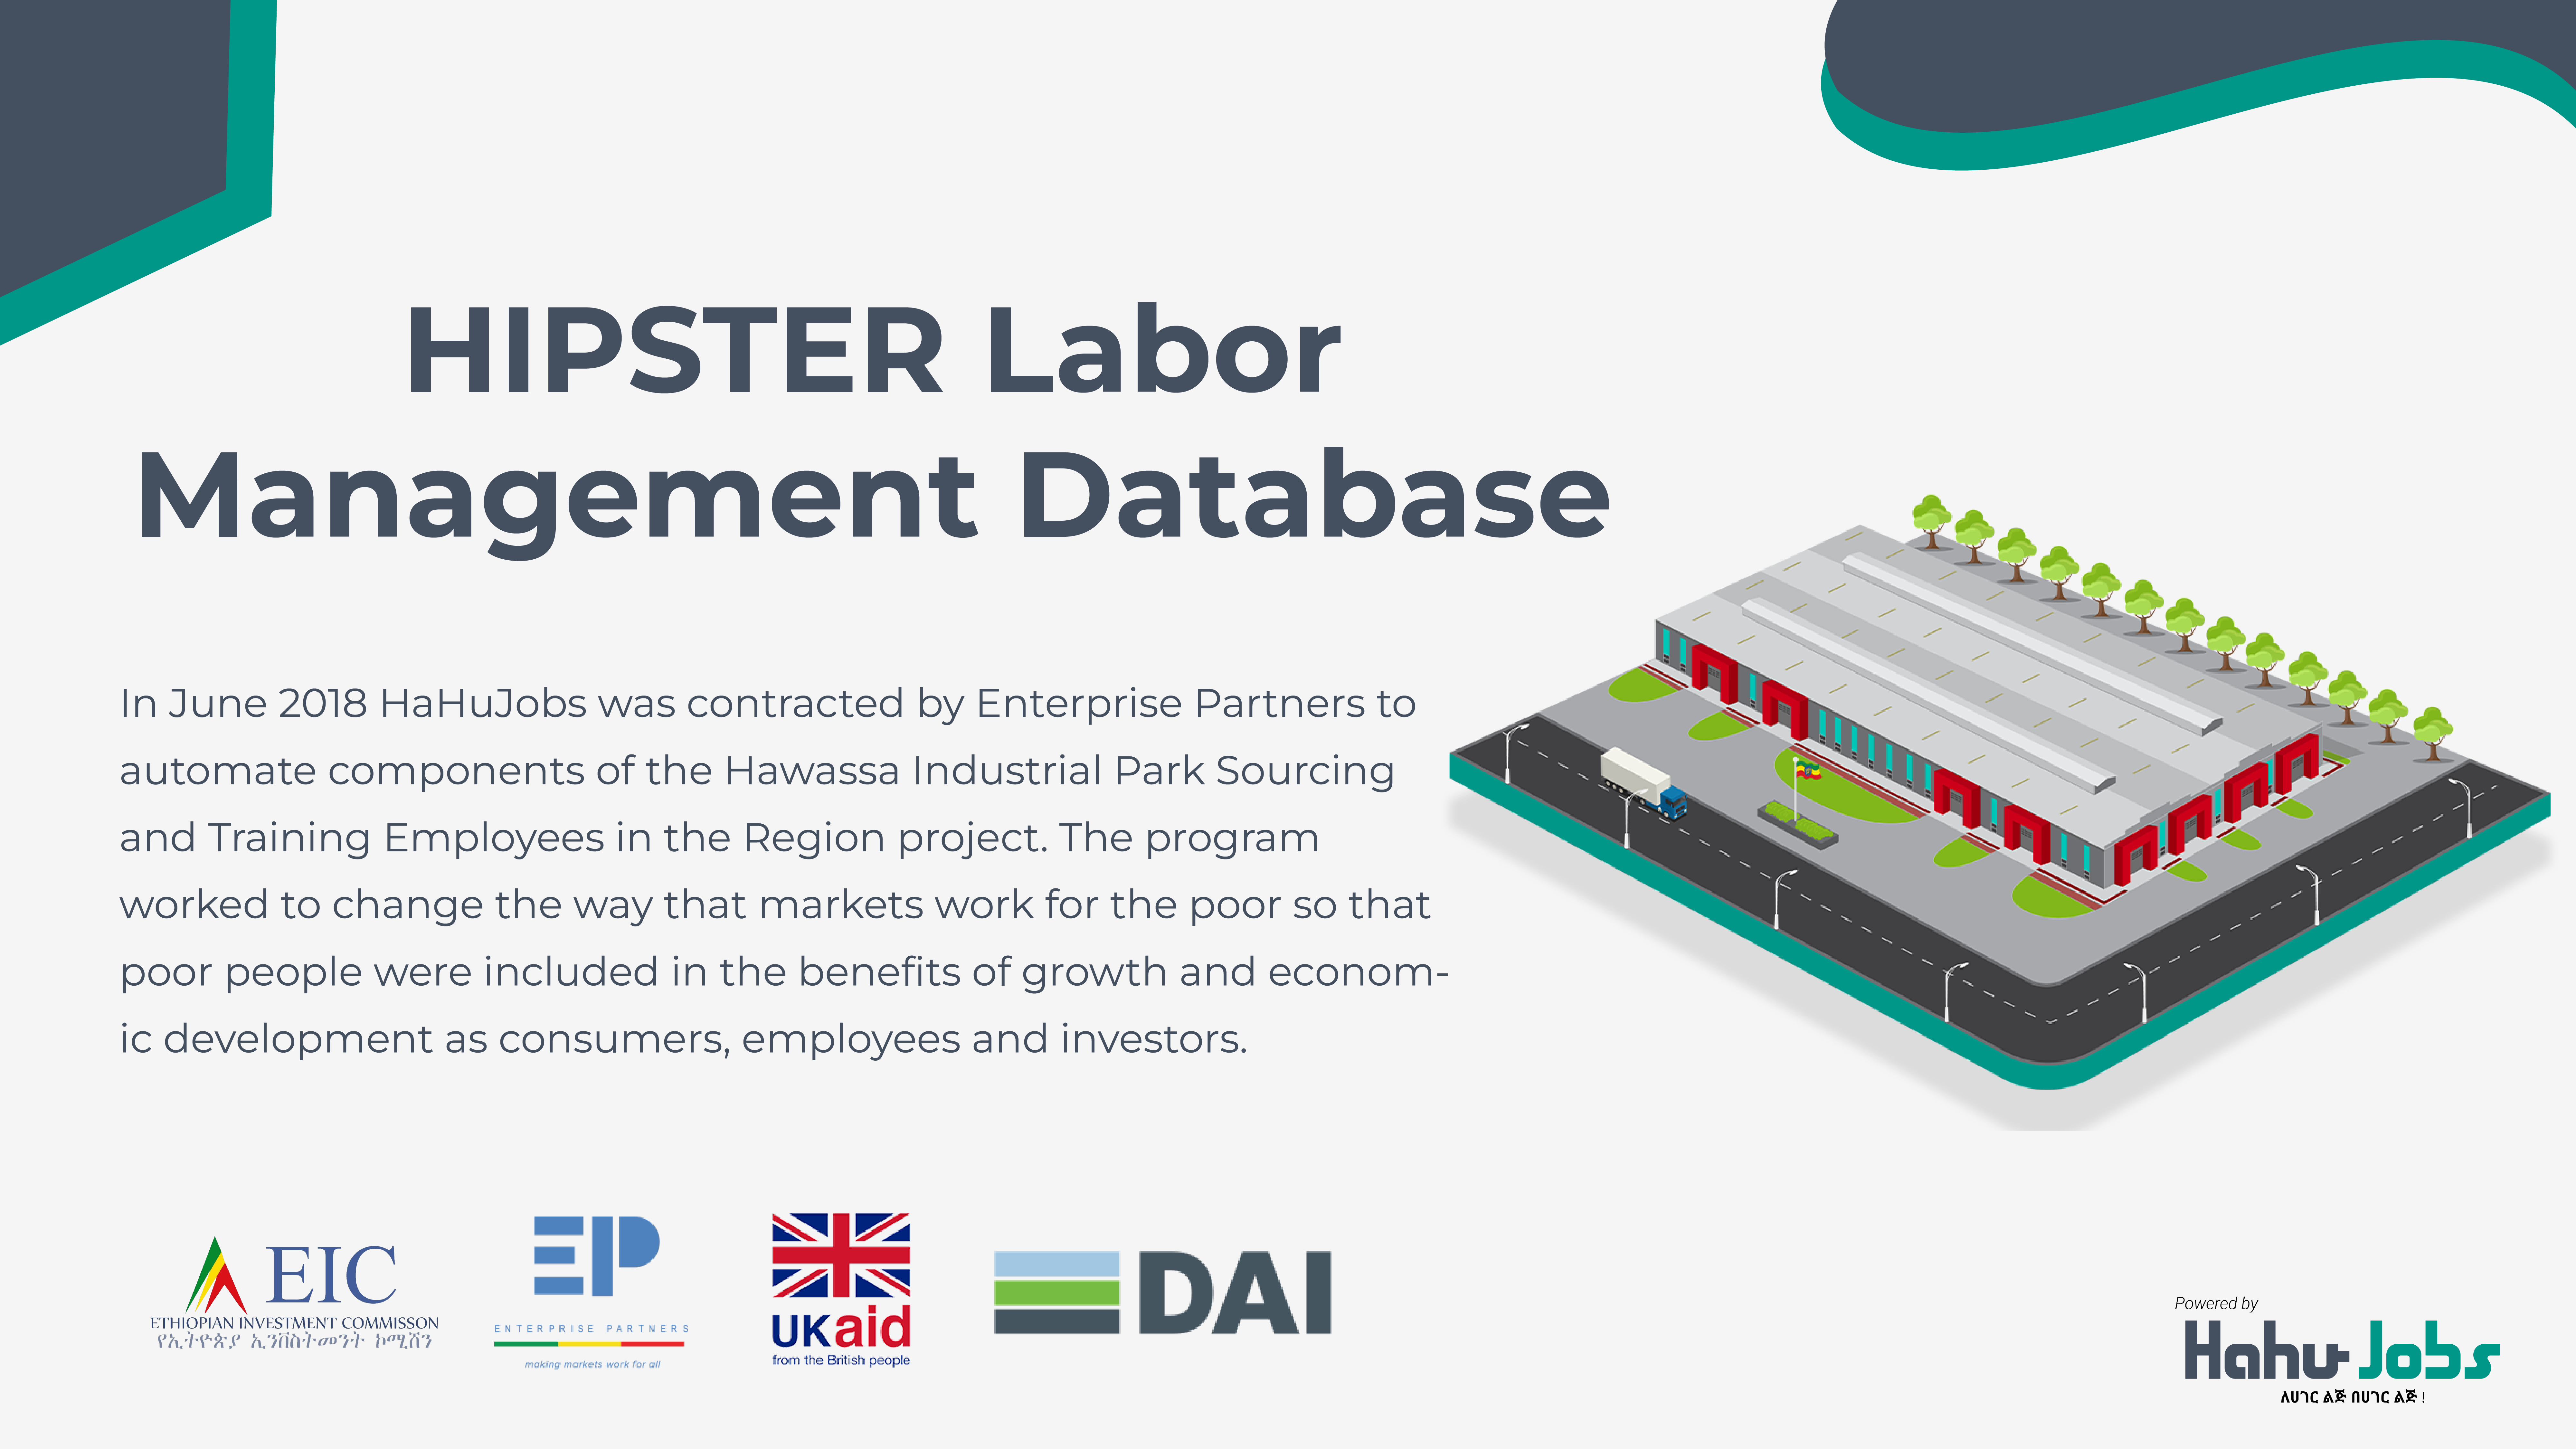 HIPSTER Labor
Management Database
In June 2018 HaHuJobs was contracted by Enterprise Partners to
automate components of the Hawassa Industrial Park Sourcing
and Training Employees in the Region project. The program
worked to change the way that markets work for the poor so that
poor people were included in the benefits of growth and econom-
ic development as consumers, employees and investors.
EIC
ETHIOPIAN INVESTMENT COMMISSON
የኢትዮጵያ ኢንቨስትመንት ኮሚሽን
EP
ENTERPRISE PARTNERS
making markets work for all
UKaid
from the British people
DAI
Powered by
Hahu Jobs
ለሀገር ልጅ በሀገር ልጅ!